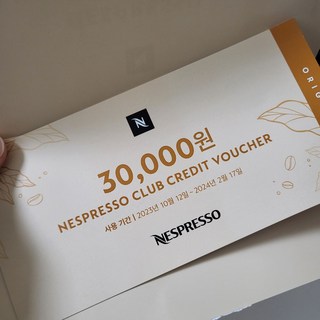 N
30,000원
NESPRESSO CLUB CREDIT VOUCHER
사용 기간 | 2023년 10월 12일~2024년 2월 17일
NESPRESSO
ORIG